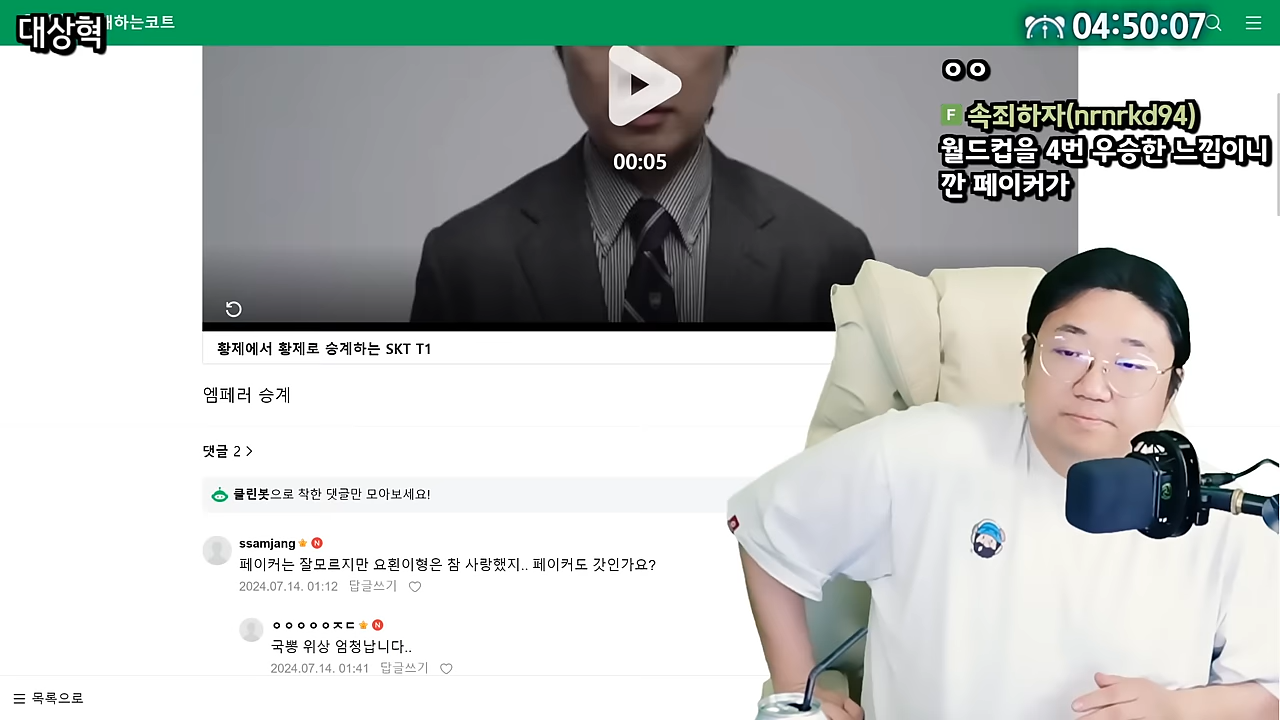 대상혁
하는코트
04:50:07
ㅇㅇ
F 속죄하자(nrnrkd94)
월드컵을 4번 우승한 느낌이니
깐 페이커가
00:05
황제에서 황제로 승계하는 SKT T1
엠페러 승계
댓글 2
클린봇으로 착한 댓글만 모아보세요!
ssamjang N
페이커는 잘모르지만 요횐이형은 참 사랑했지.. 페이커도 갓인가요?
2024.07.14. 01:12 답글쓰기
ㅇㅇㅇㅇㅇㅈㄷ N
국뽕 위상 엄청납니다..
2024.07.14. 01:41 답글쓰기
목록으로